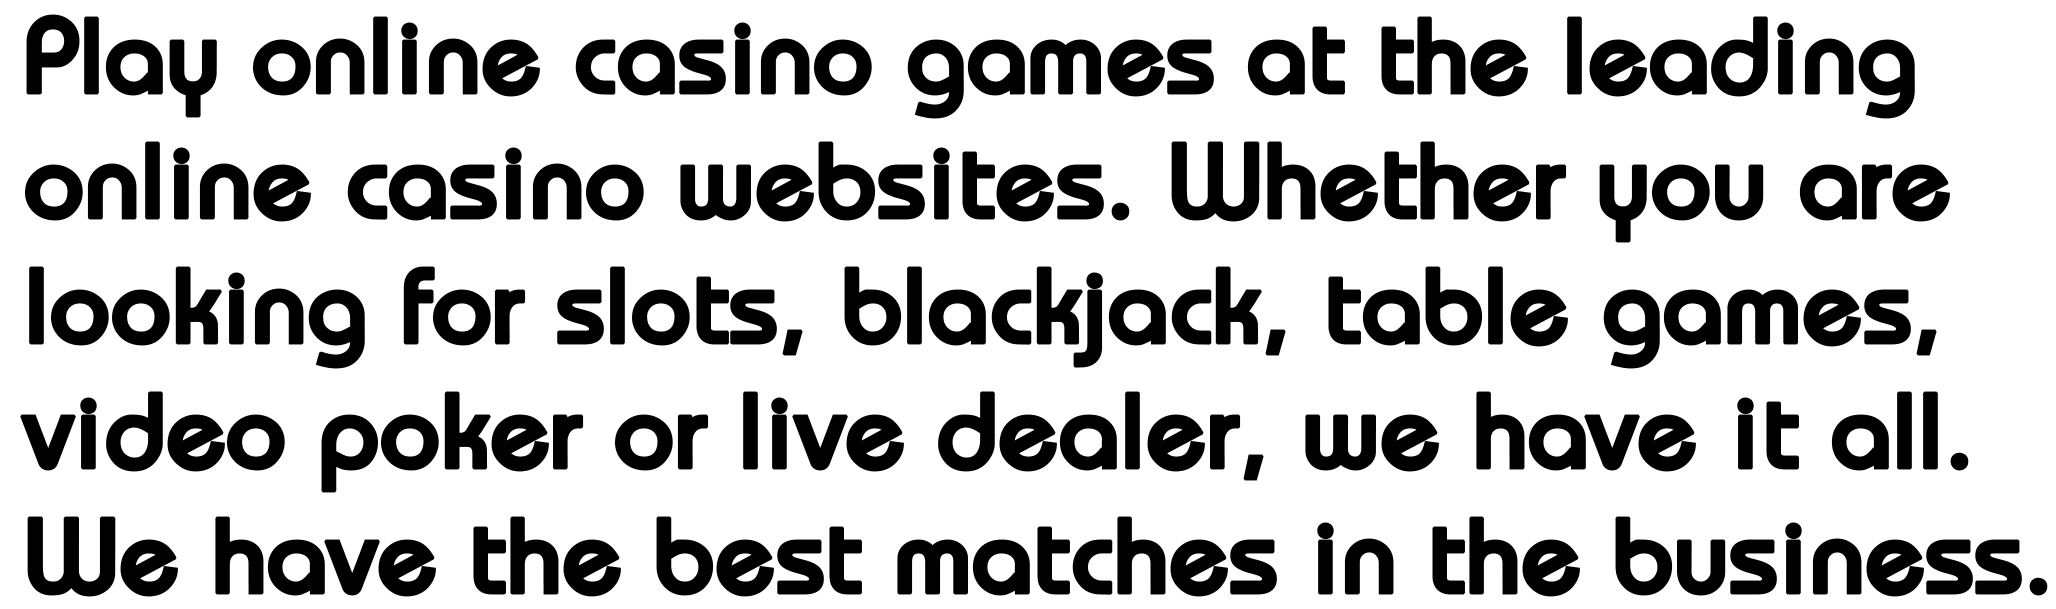 Play online casino games at the leading
online casino websites. Whether you are
looking for slots, blackjack, table games,
video poker or live dealer, we have it all.
We have the best matches in the business.